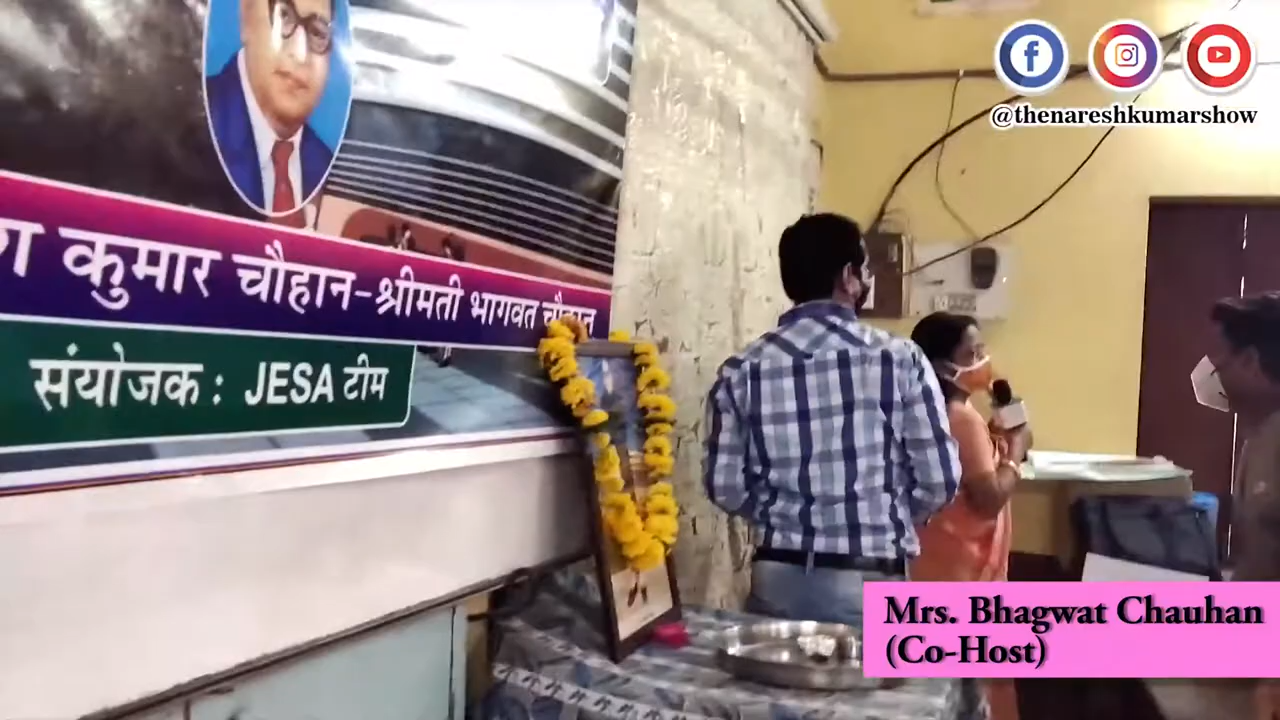 @thenareshkumarshow
कुमार चौहान-श्रीमती भागवत चौहान
संयोजक : JESA टीम
Mrs. Bhagwat Chauhan
(Co-Host)